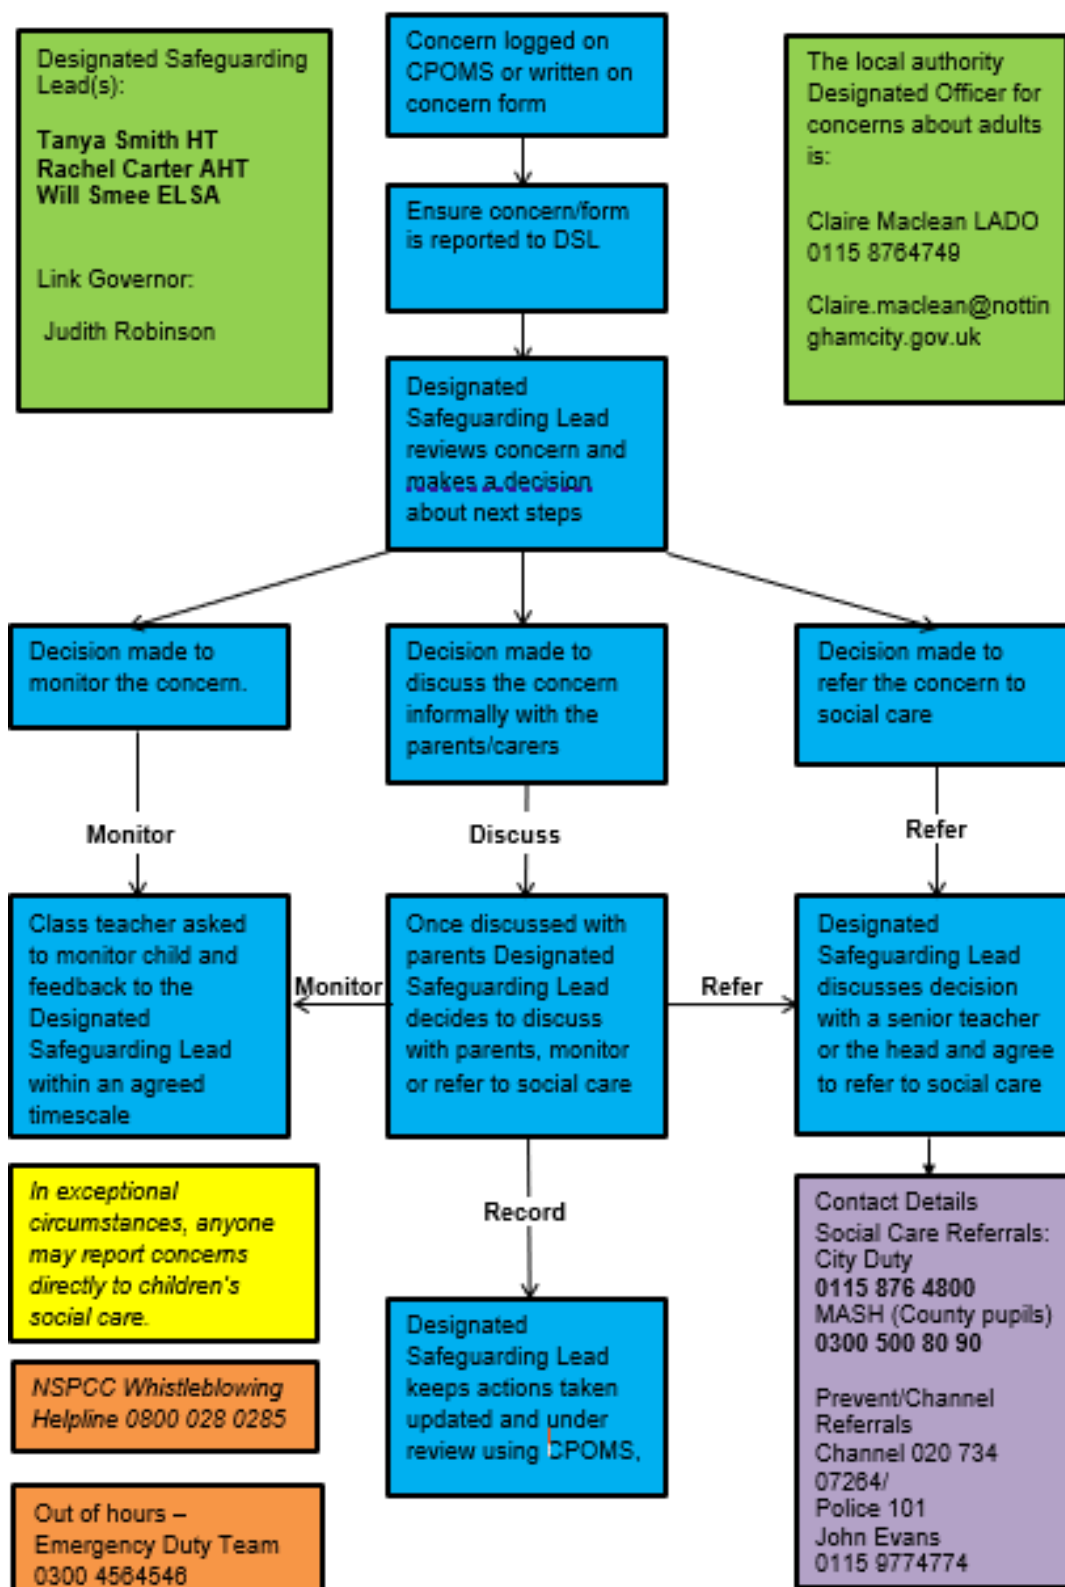 Designated Safeguarding
Lead(s):
Tanya Smith HT
Rachel Carter AHT
Will Smee ELSA
Link Governor:
Judith Robinson
Concern logged on
CPOMS or written on
concern form
The local authority
Designated Officer for
concerns about adults
is:
Claire Maclean LADO
0115 8764749
Claire.maclean@nottin
ghamcity.gov.uk
Ensure concern/form
is reported to DSL
Designated
Safeguarding Lead
reviews concern and
makes a decision
about next steps
Decision made to
monitor the concern.
Decision made to
discuss the concern
informally with the
parents/carers
Decision made to
refer the concern to
social care
Monitor
Discuss
Refer
Class teacher asked
to monitor child and
feedback to the
Designated
Safeguarding Lead
within an agreed
timescale
Monitor
Once discussed with
parents Designated
Safeguarding Lead
decides to discuss
with parents, monitor
or refer to social care
Refer
Designated
Safeguarding Lead
discusses decision
with a senior teacher
or the head and agree
to refer to social care
In exceptional
circumstances, anyone
may report concerns
directly to children's
social care.
Record
Contact Details
Social Care Referrals:
City Duty
0115 876 4800
MASH (County pupils)
0300 500 80 90
Prevent/Channel
Referrals
Channel 020 734
07264/
Police 101
John Evans
0115 9774774
NSPCC Whistleblowing
Helpline 0800 028 0285
Designated
Safeguarding Lead
keeps actions taken
updated and under
review using CPOMS,
Out of hours –
Emergency Duty Team
0300 4564546